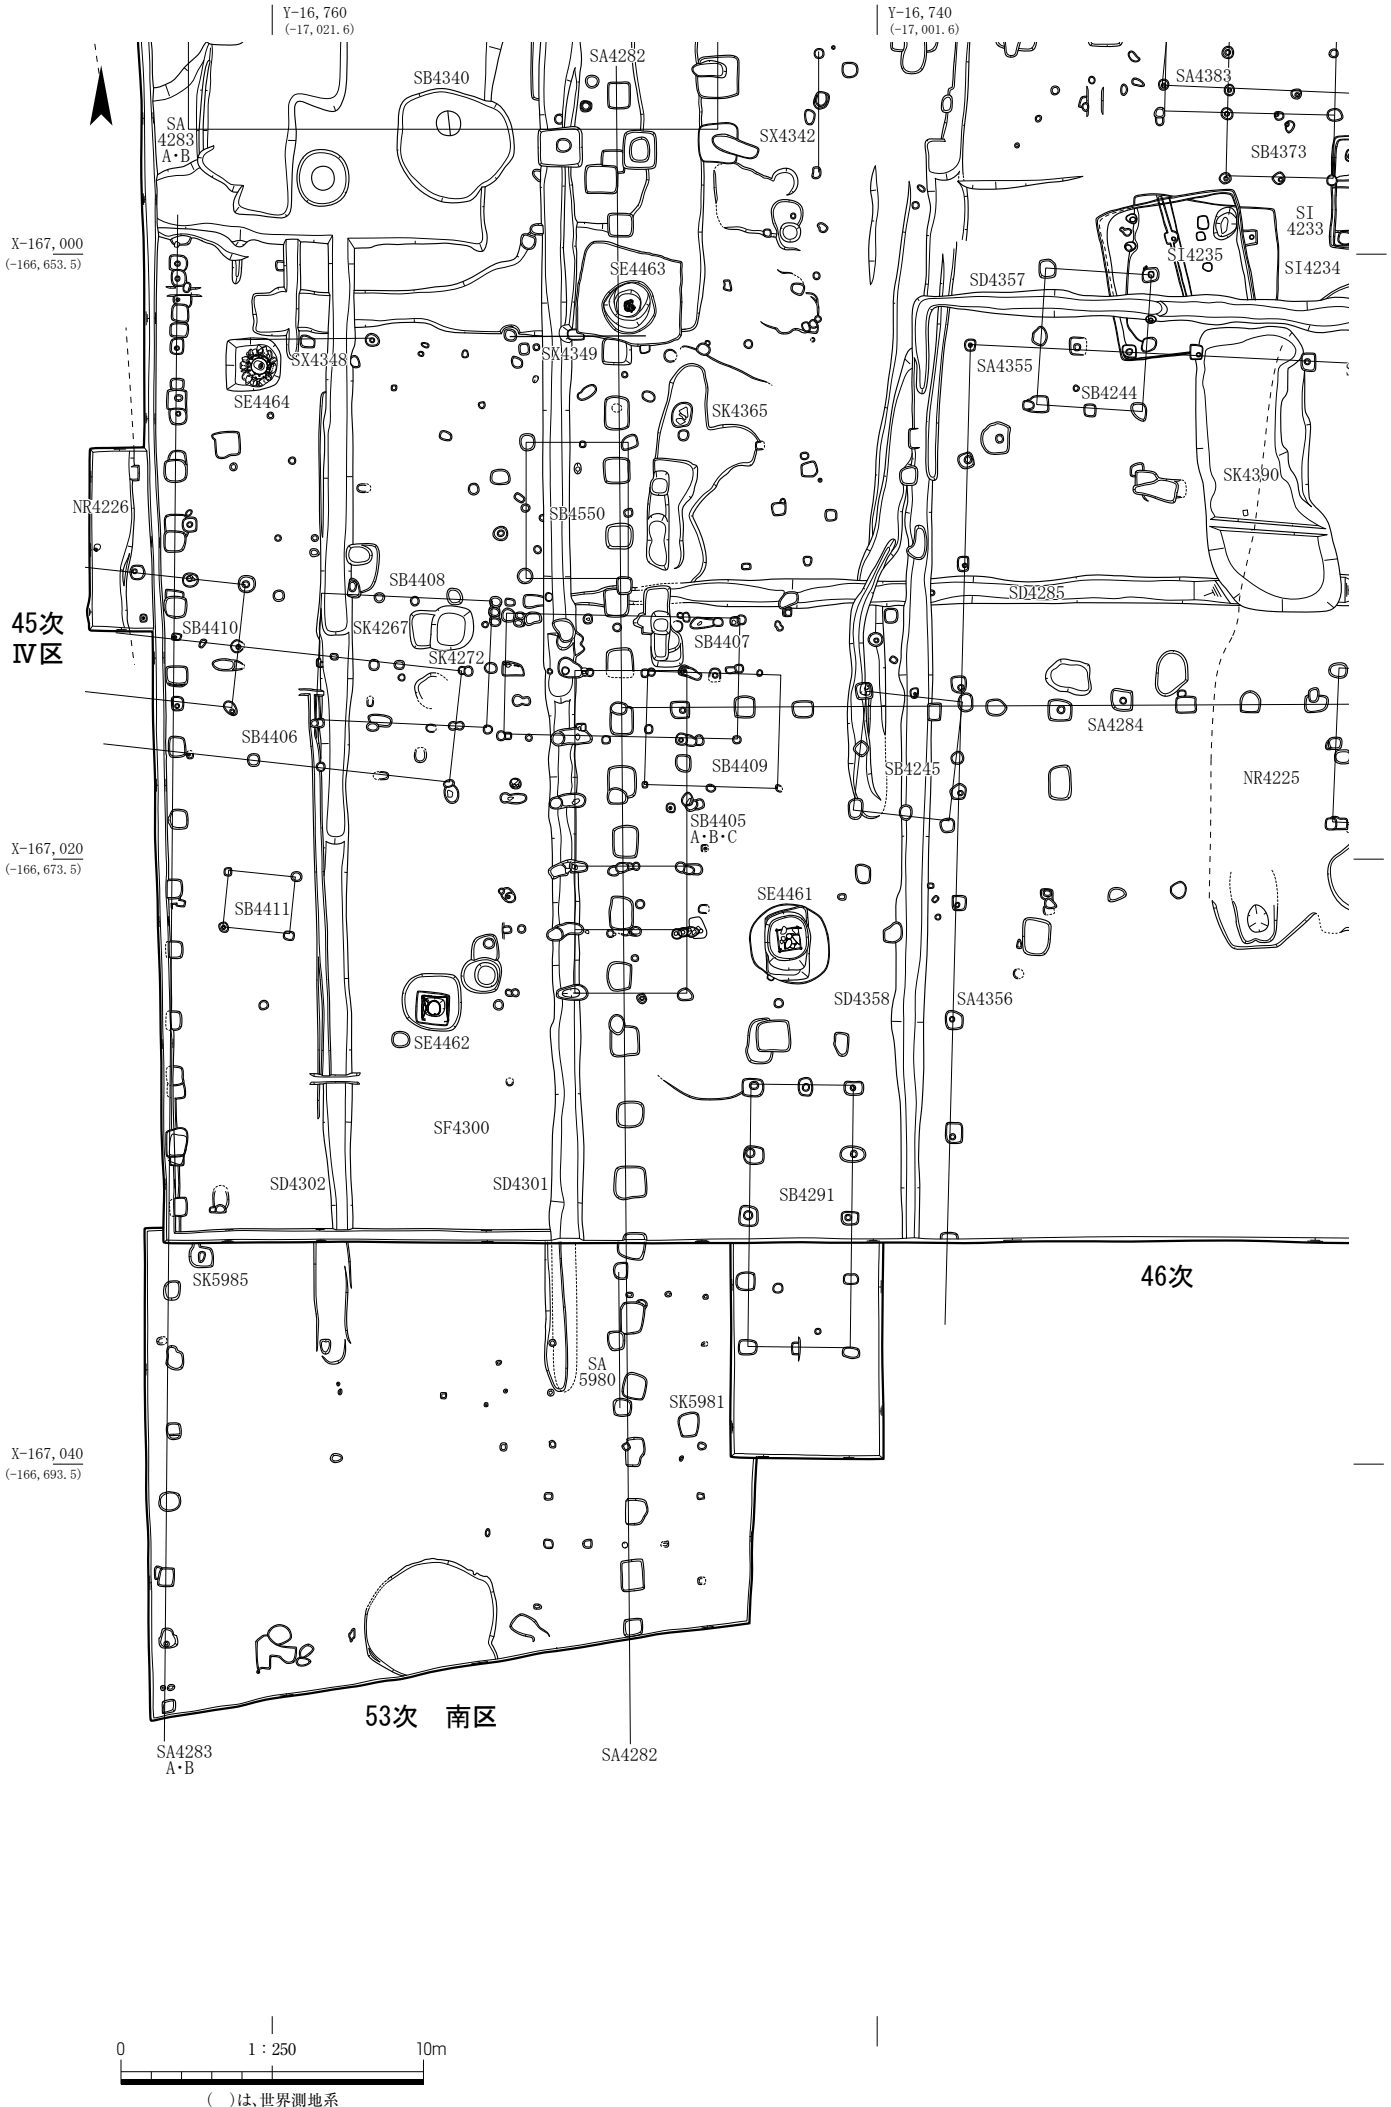 Y-16,760
(-17,021.6)
Y-16,740
(-17,001.6)
SA4282
SB4340
SA4383
SA
4283
A・B
SX4342
SB4373
SI
4233
X-167,000
(-166,653.5)
SE4463
SI4235
SI4234
SD4357
SX4348
SX4349
SA4355
SE4464
SB4244
SK4365
SK4390
NR4226
SB4550
SB4408
SD4285
45次
Ⅳ区
SB4410
SK4267
SB4407
SK4272
SA4284
SB4406
SB4409
SB4245
NR4225
SB4405
A・B・C
X-167,020
(-166,673.5)
SB4411
SE4461
SD4358
SA4356
SE4462
SF4300
SD4302
SD4301
SB4291
SK5985
46次
SA
5980
SK5981
X-167,040
(-166,693.5)
53次 南区
SA4283
A・B
SA4282
0
1：250
10m
( )は、世界測地系